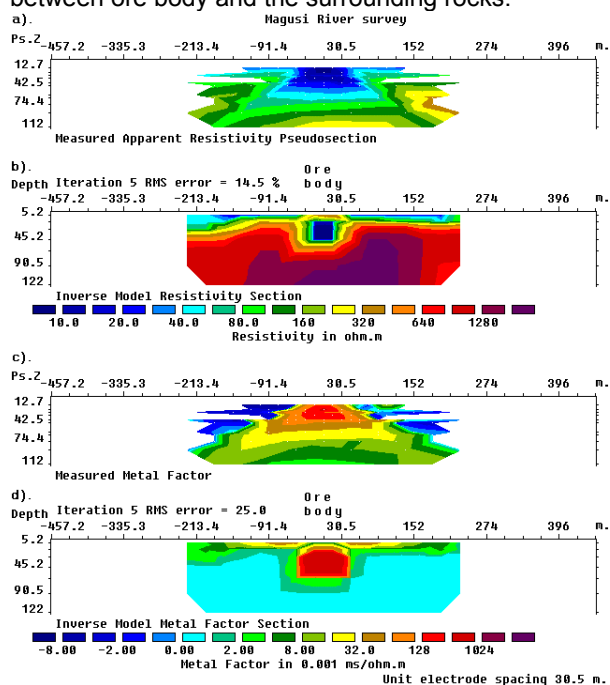 between ore body and the surrounding rocks.
a). Magusi River survey
Ps.Z -457.2 -335.3 -213.4 -91.4 30.5 152 274 396 m.
12.7
42.5
74.4
112
Measured Apparent Resistivity Pseudosection
b). Ore
Depth Iteration 5 RMS error = 14.5 % body
-457.2 -335.3 -213.4 -91.4 30.5 152 274 396 m.
5.2
45.2
90.5
122
Inverse Model Resistivity Section
10.0 20.0 40.0 80.0 160 320 640 1280
Resistivity in ohm.m
c).
Ps.Z -457.2 -335.3 -213.4 -91.4 30.5 152 274 396 m.
12.7
42.5
74.4
112
Measured Metal Factor
d). Ore
Depth Iteration 5 RMS error = 25.0 body
-457.2 -335.3 -213.4 -91.4 30.5 152 274 396 m.
5.2
45.2
90.5
122
Inverse Model Metal Factor Section
-8.00 -2.00 0.00 2.00 8.00 32.0 128 1024
Metal Factor in 0.001 ms/ohm.m
Unit electrode spacing 30.5 m.